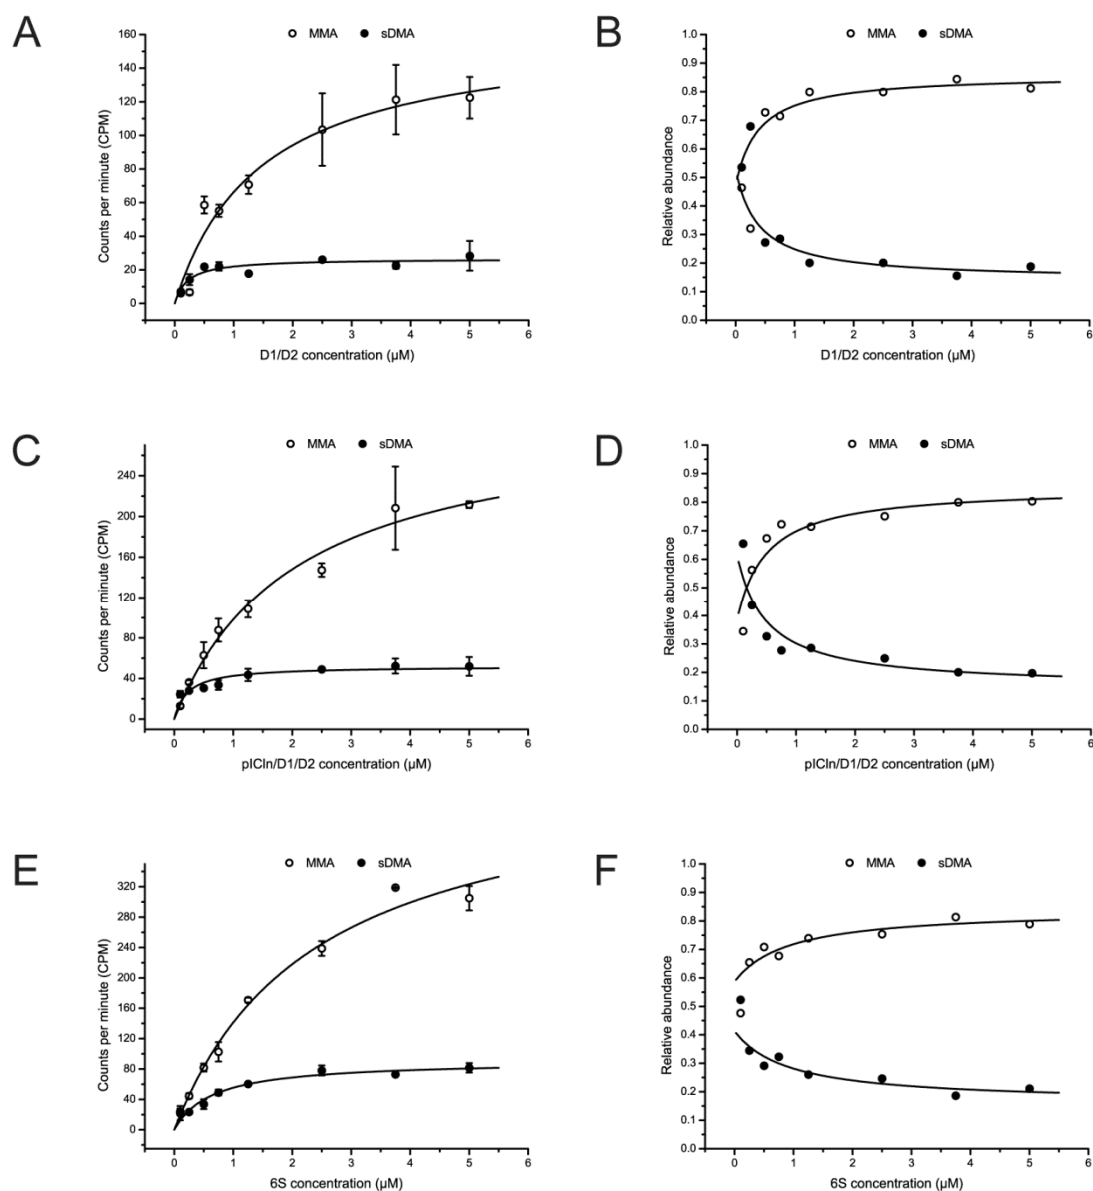 A
MMA sDMA
160
140
120
100
80
60
40
20
0
Counts per minute (CPM)
0 1 2 3 4 5 6
D1/D2 concentration (µM)
B
MMA sDMA
1.0
0.9
0.8
0.7
0.6
0.5
0.4
0.3
0.2
0.1
0.0
Relative abundance
0 1 2 3 4 5 6
D1/D2 concentration (µM)
C
MMA sDMA
240
200
160
120
80
40
0
Counts per minute (CPM)
0 1 2 3 4 5 6
pICln/D1/D2 concentration (µM)
D
MMA sDMA
1.0
0.9
0.8
0.7
0.6
0.5
0.4
0.3
0.2
0.1
0.0
Relative abundance
0 1 2 3 4 5 6
pICln/D1/D2 concentration (µM)
E
MMA sDMA
320
280
240
200
160
120
80
40
0
Counts per minute (CPM)
0 1 2 3 4 5 6
6S concentration (µM)
F
MMA sDMA
1.0
0.9
0.8
0.7
0.6
0.5
0.4
0.3
0.2
0.1
0.0
Relative abundance
0 1 2 3 4 5 6
6S concentration (µM)